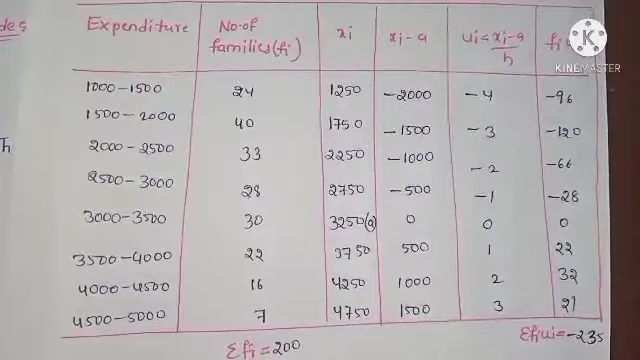 des
Expenditure No.of families(fi) xi xi-a ui=xi-a/h fi
1000-1500 24 1250 -2000 -4 -96
1500-2000 40 1750 -1500 -3 -120
2000-2500 33 2250 -1000 -2 -66
2500-3000 28 2750 -500 -1 -28
3000-3500 30 3250(a) 0 0 0
3500-4000 22 3750 500 1 22
4000-4500 16 4250 1000 2 32
4500-5000 7 4750 1500 3 21
Σfi=200 Σfiui=-235
K
KINEMASTER